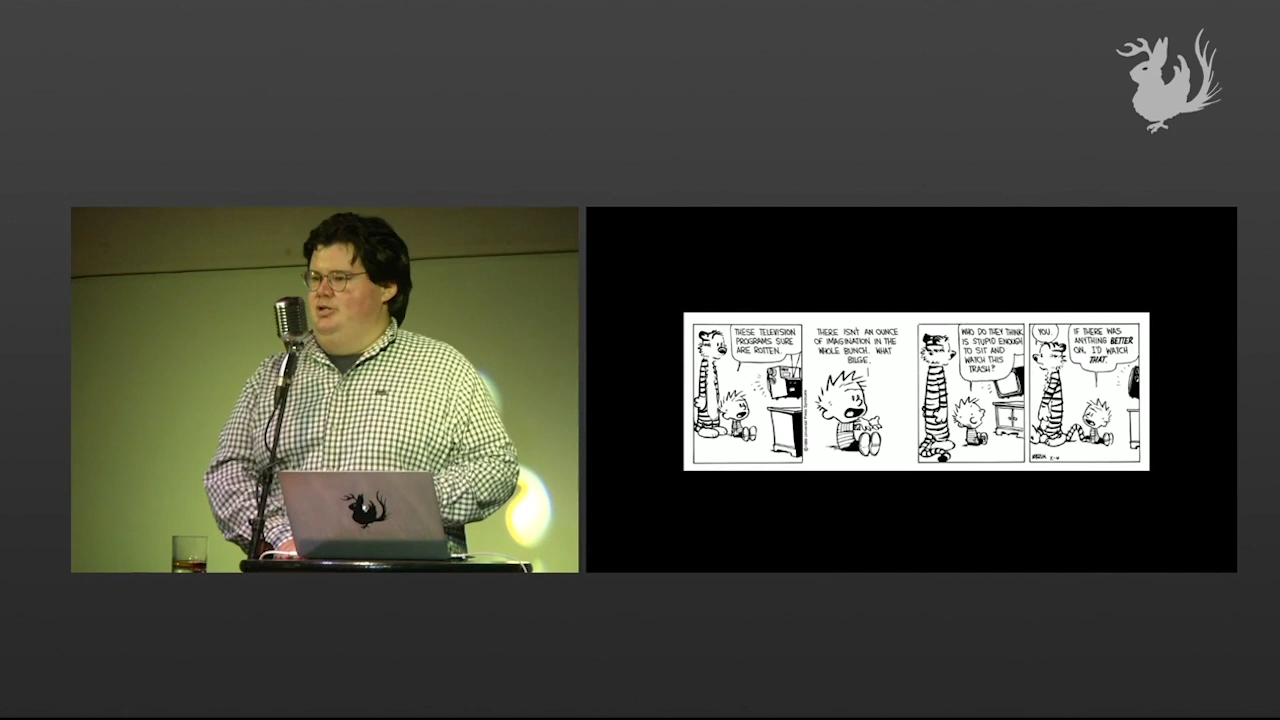 THESE TELEVISION
PROGRAMS SURE
ARE ROTTEN.
THERE ISN'T AN OUNCE
OF IMAGINATION IN THE
WHOLE BUNCH. WHAT
BILGE.
WHO DO THEY THINK
IS STUPID ENOUGH
TO SIT AND
WATCH THIS
TRASH?
YOU.
IF THERE WAS
ANYTHING BETTER
ON, I'D WATCH
THAT.